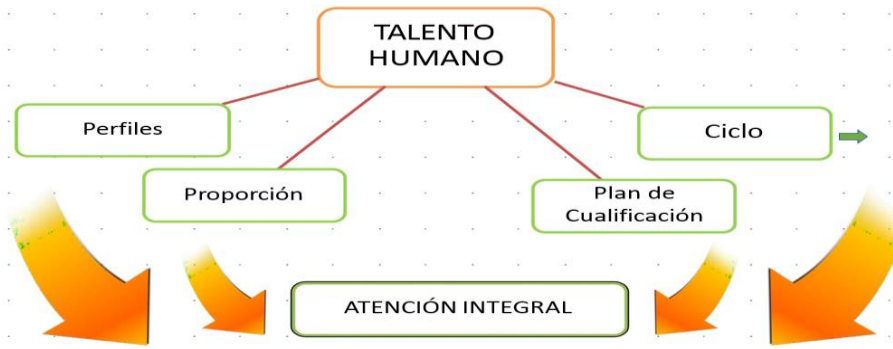 TALENTO
HUMANO
Perfiles
Ciclo
Proporción
Plan de
Cualificación
ATENCIÓN INTEGRAL